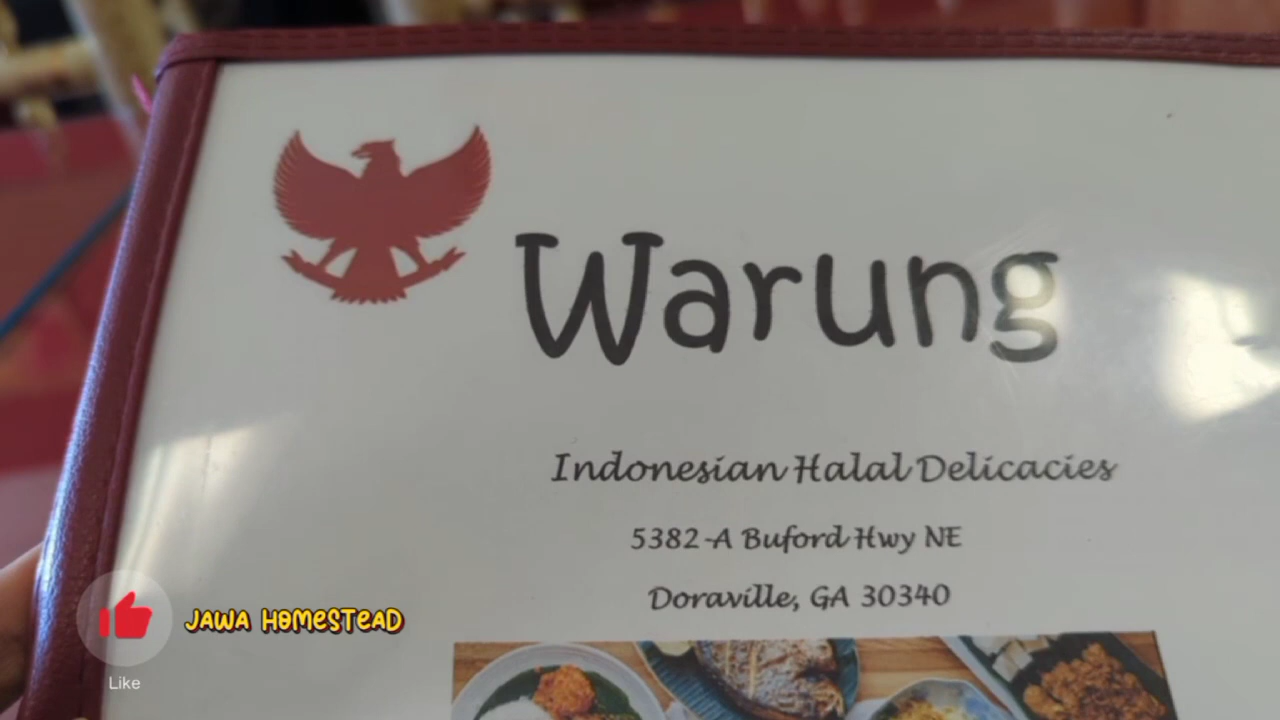 Warung
Indonesian Halal Delicacies
5382-A Buford Hwy NE
Doraville, GA 30340
JAWA HOMESTEAD
Like